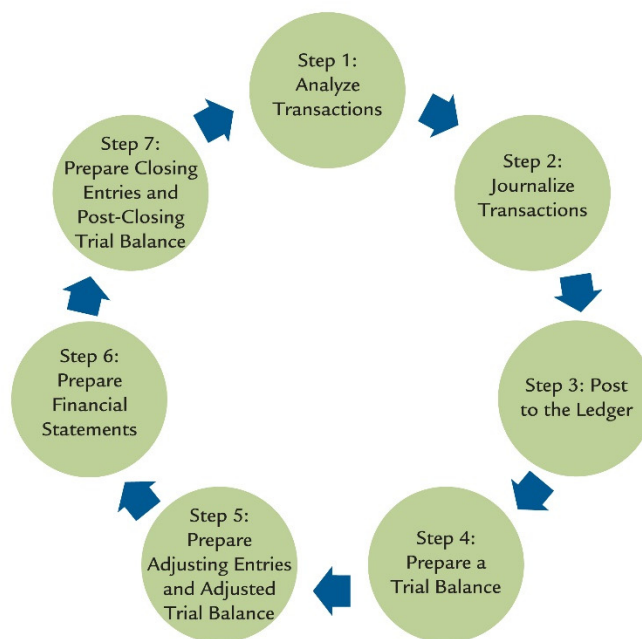 Step 1:
Analyze
Transactions
Step 2:
Journalize
Transactions
Step 3: Post
to the Ledger
Step 4:
Prepare a
Trial Balance
Step 5:
Prepare
Adjusting Entries
and Adjusted
Trial Balance
Step 6:
Prepare
Financial
Statements
Step 7:
Prepare Closing
Entries and
Post-Closing
Trial Balance